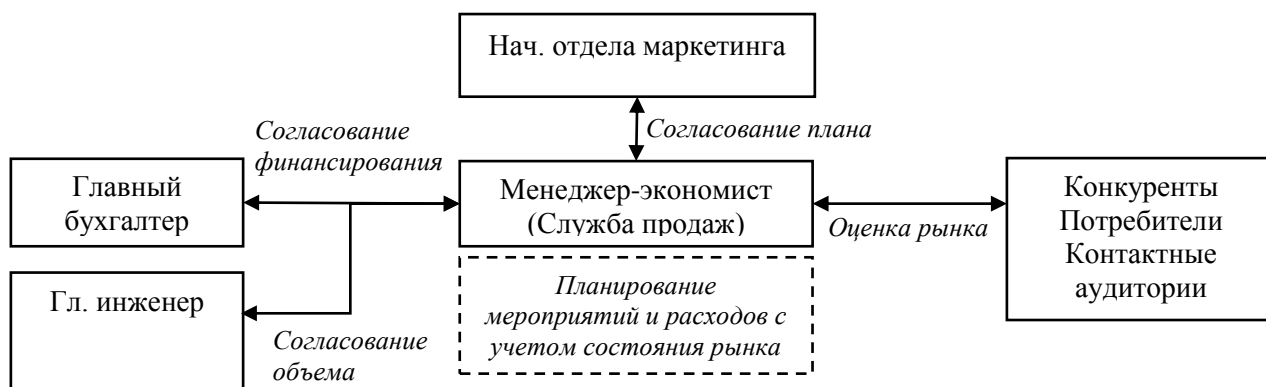 Нач. отдела маркетинга
Согласование
финансирования
Согласование плана
Главный
бухгалтер
Менеджер-экономист
(Служба продаж)
Оценка рынка
Конкуренты
Потребители
Контактные
аудитории
Гл. инженер
Согласование
объема
Планирование
мероприятий и расходов с
учетом состояния рынка